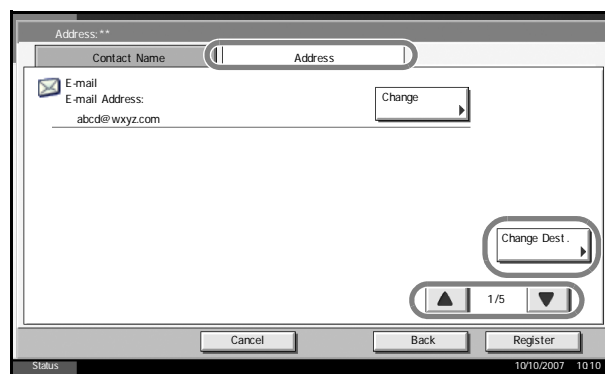 Address:**
Contact Name Address
E-mail
E-mail Address:
abcd@wxyz.com
Change
Change Dest.
1/5
Cancel Back Register
Status 10/10/2007 10:10